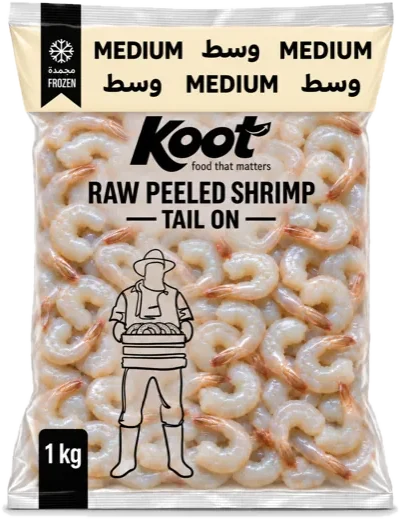 MEDIUM وسط MEDIUM
وسط MEDIUM وسط
مجمدة
FROZEN
Koot
food that matters
RAW PEELED SHRIMP
TAIL ON
1 kg